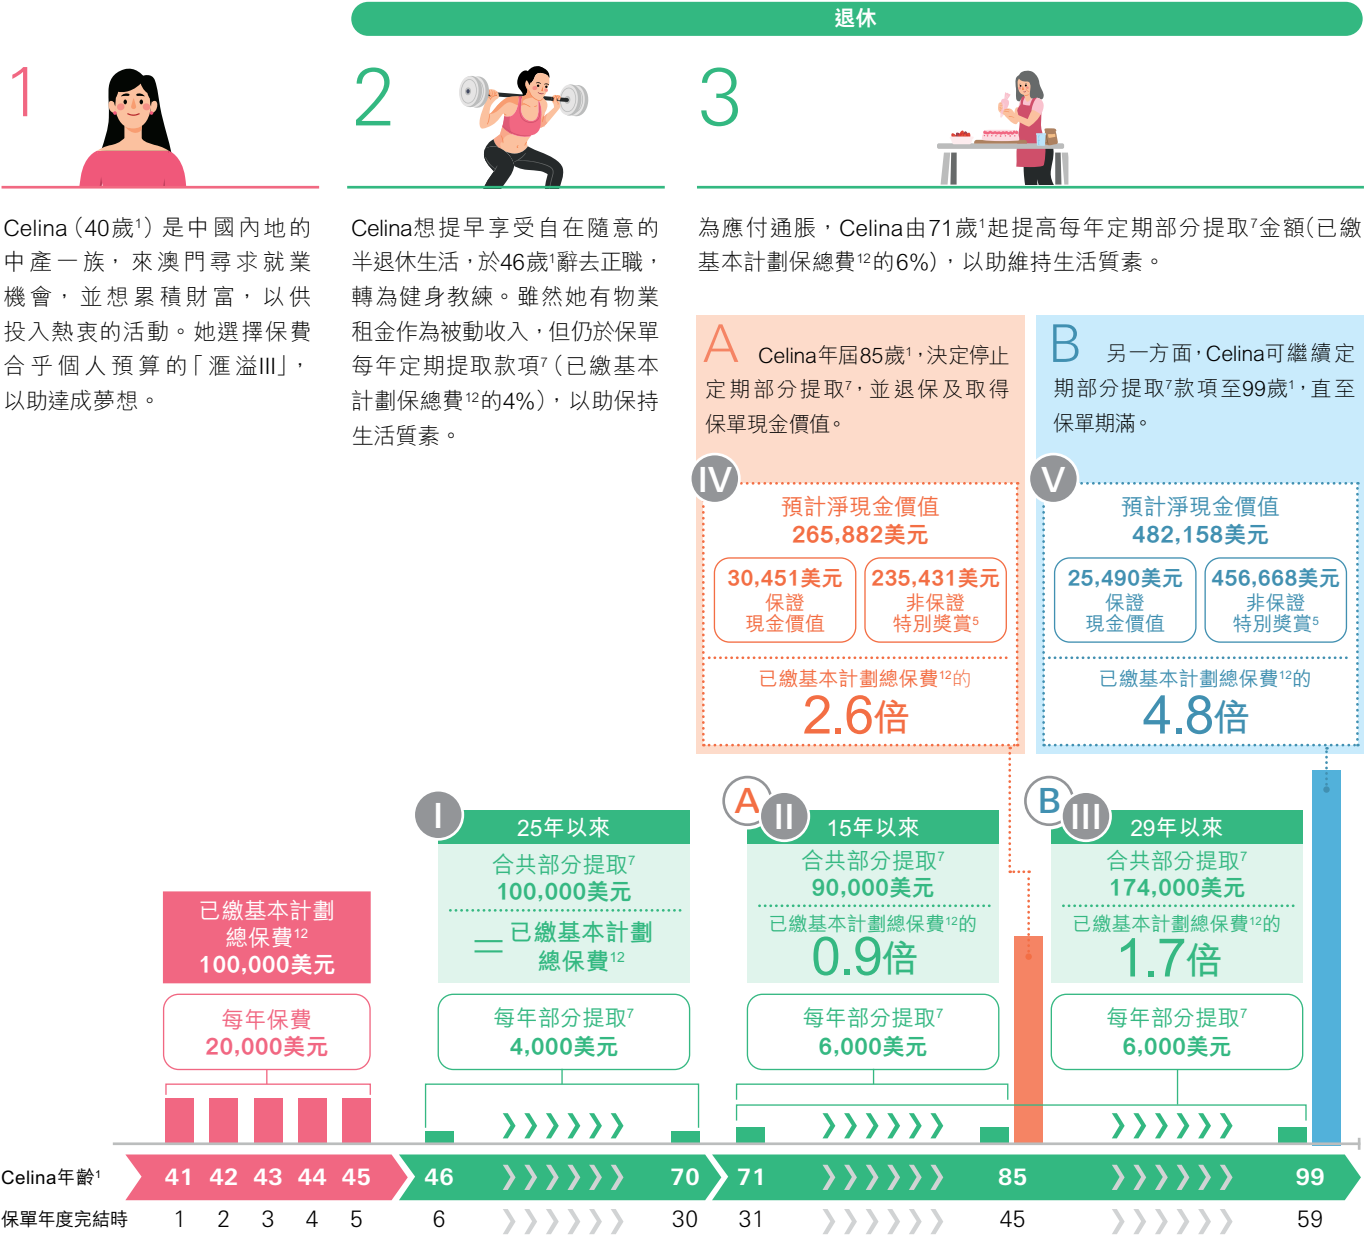 退休
1
Celina（40歲¹）是中國內地的
中產一族，來澳門尋求就業
機會，並想累積財富，以供
投入熱衷的活動。她選擇保費
合乎個人預算的「滙溢III」，
以助達成夢想。
2
Celina想提早享受自在隨意的
半退休生活，於46歲¹辭去正職，
轉為健身教練。雖然她有物業
租金作為被動收入，但仍於保單
每年定期提取款項⁷（已繳基本
計劃保總費¹²的4%），以助保持
生活質素。
3
為應付通脹，Celina由71歲¹起提高每年定期部分提取⁷金額(已繳
基本計劃保總費¹²的6%)，以助維持生活質素。
A Celina年屆85歲¹，決定停止
定期部分提取⁷，並退保及取得
保單現金價值。
IV
預計淨現金價值
265,882美元
30,451美元
保證
現金價值
235,431美元
非保證
特別獎賞⁵
已繳基本計劃總保費¹²的
2.6倍
B 另一方面，Celina可繼續定
期部分提取⁷款項至99歲¹，直至
保單期滿。
V
預計淨現金價值
482,158美元
25,490美元
保證
現金價值
456,668美元
非保證
特別獎賞⁵
已繳基本計劃總保費¹²的
4.8倍
已繳基本計劃
總保費¹²
100,000美元
每年保費
20,000美元
I
25年以來
合共部分提取⁷
100,000美元
＝已繳基本計劃
總保費¹²
每年部分提取⁷
4,000美元
A II
15年以來
合共部分提取⁷
90,000美元
已繳基本計劃總保費¹²的
0.9倍
每年部分提取⁷
6,000美元
B III
29年以來
合共部分提取⁷
174,000美元
已繳基本計劃總保費¹²的
1.7倍
每年部分提取⁷
6,000美元
Celina年齡¹ 41 42 43 44 45 46 70 71 85 99
保單年度完結時 1 2 3 4 5 6 30 31 45 59